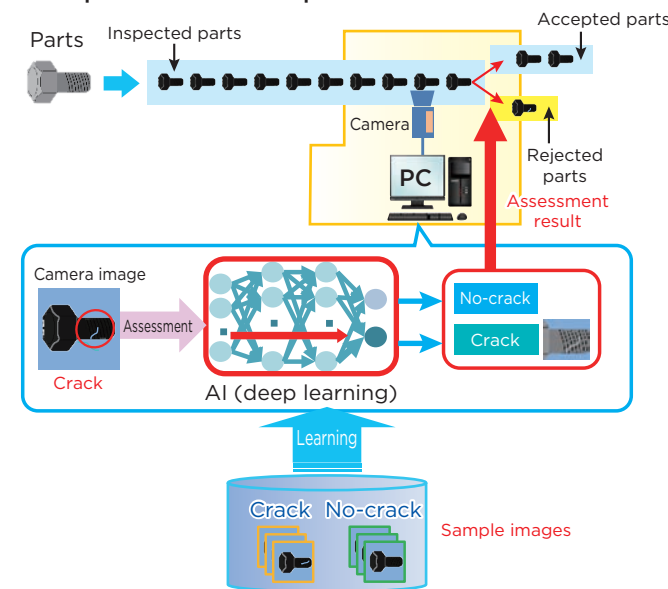 Parts
Inspected parts
Accepted parts
Camera
PC
Rejected
parts
Assessment
result
Camera image
Assessment
Crack
AI (deep learning)
No-crack
Crack
Learning
Crack No-crack
Sample images